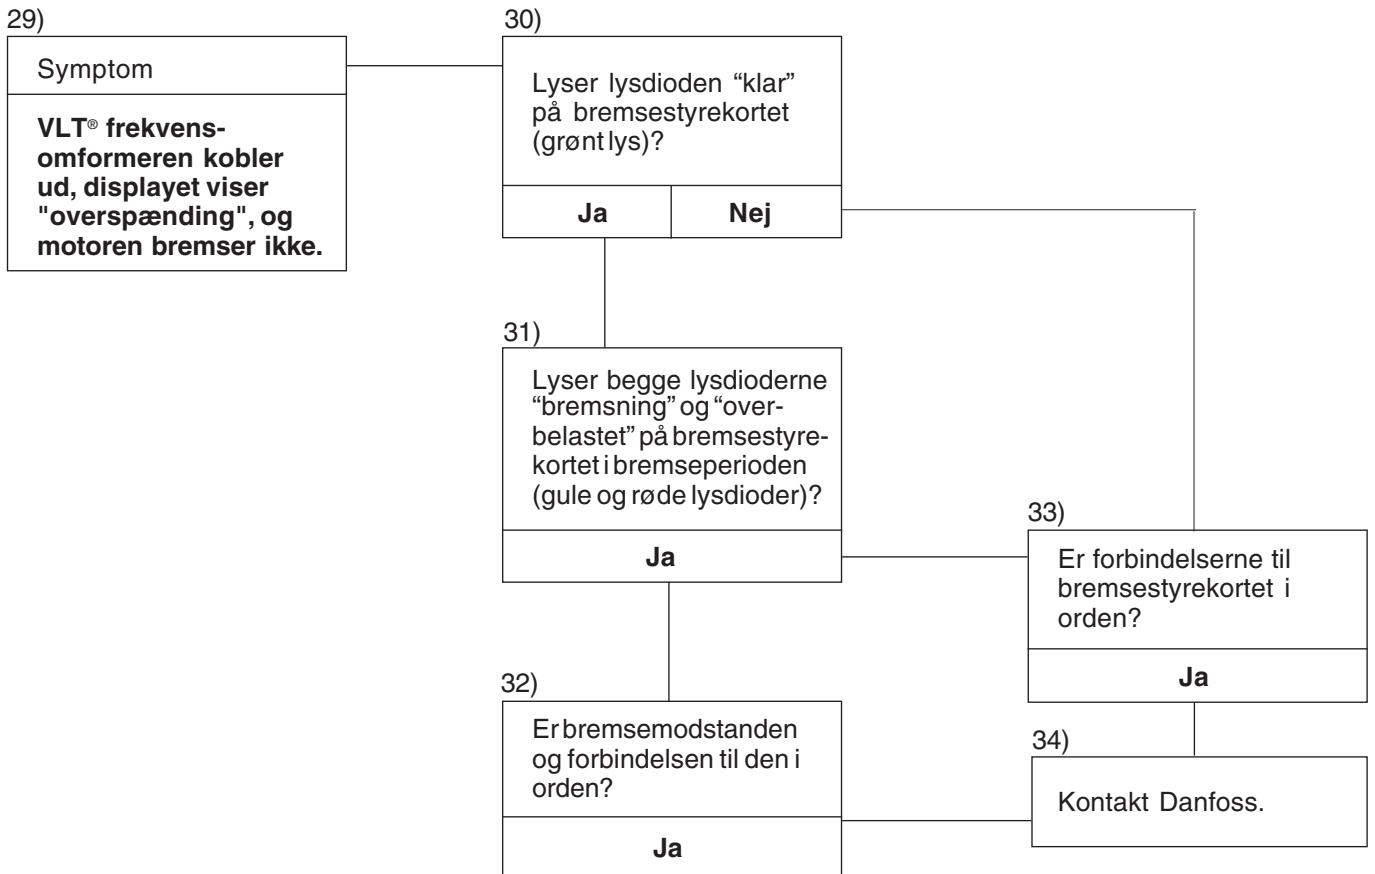 29)
Symptom
VLT® frekvens-
omformeren kobler
ud, displayet viser
"overspænding", og
motoren bremser ikke.
30)
Lyser lysdioden “klar”
på bremsestyrekortet
(grønt lys)?
Ja
Nej
31)
Lyser begge lysdioderne
“bremsning” og “over-
belastet” på bremsestyre-
kortet i bremseperioden
(gule og røde lysdioder)?
Ja
32)
Er bremsemodstanden
og forbindelsen til den i
orden?
Ja
33)
Er forbindelserne til
bremsestyrekortet i
orden?
Ja
34)
Kontakt Danfoss.